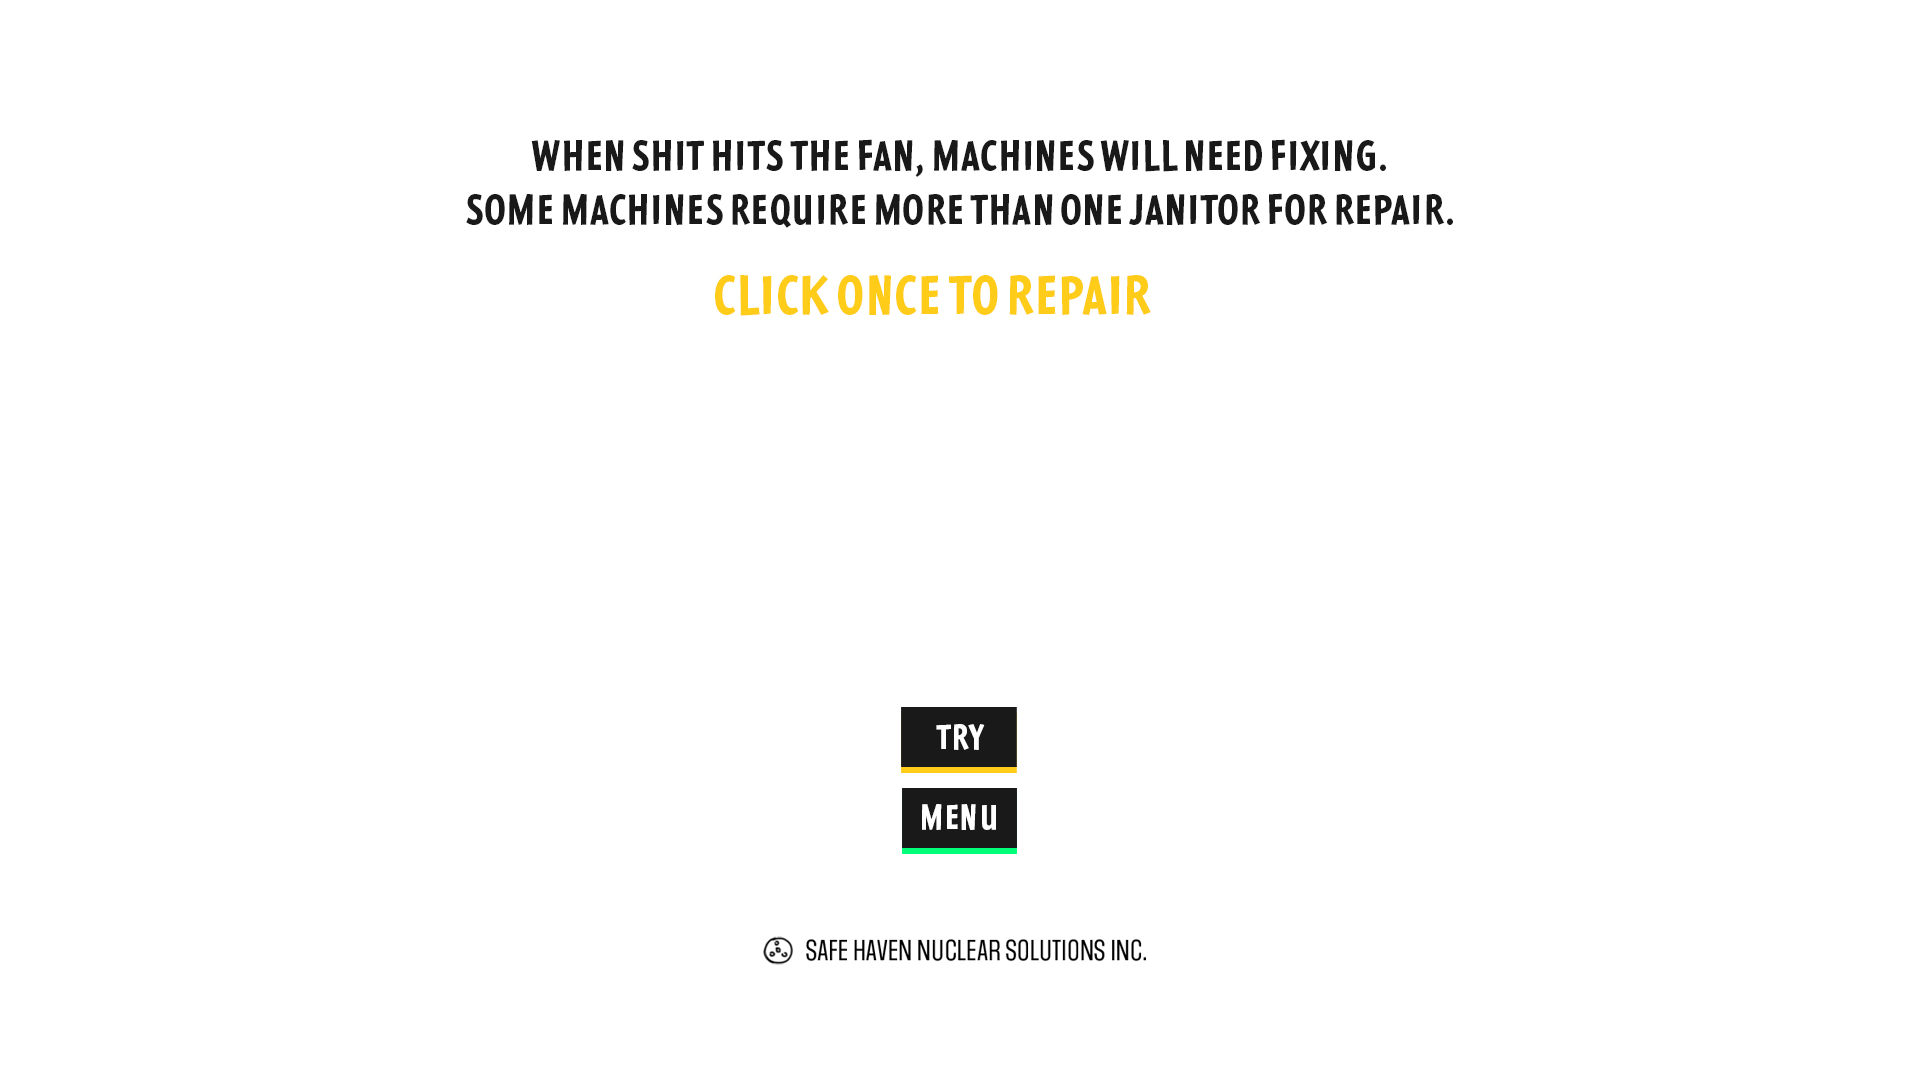 WHEN SHIT HITS THE FAN, MACHINES WILL NEED FIXING.
SOME MACHINES REQUIRE MORE THAN ONE JANITOR FOR REPAIR.
CLICK ONCE TO REPAIR
TRY
MENU
SAFE HAVEN NUCLEAR SOLUTIONS INC.